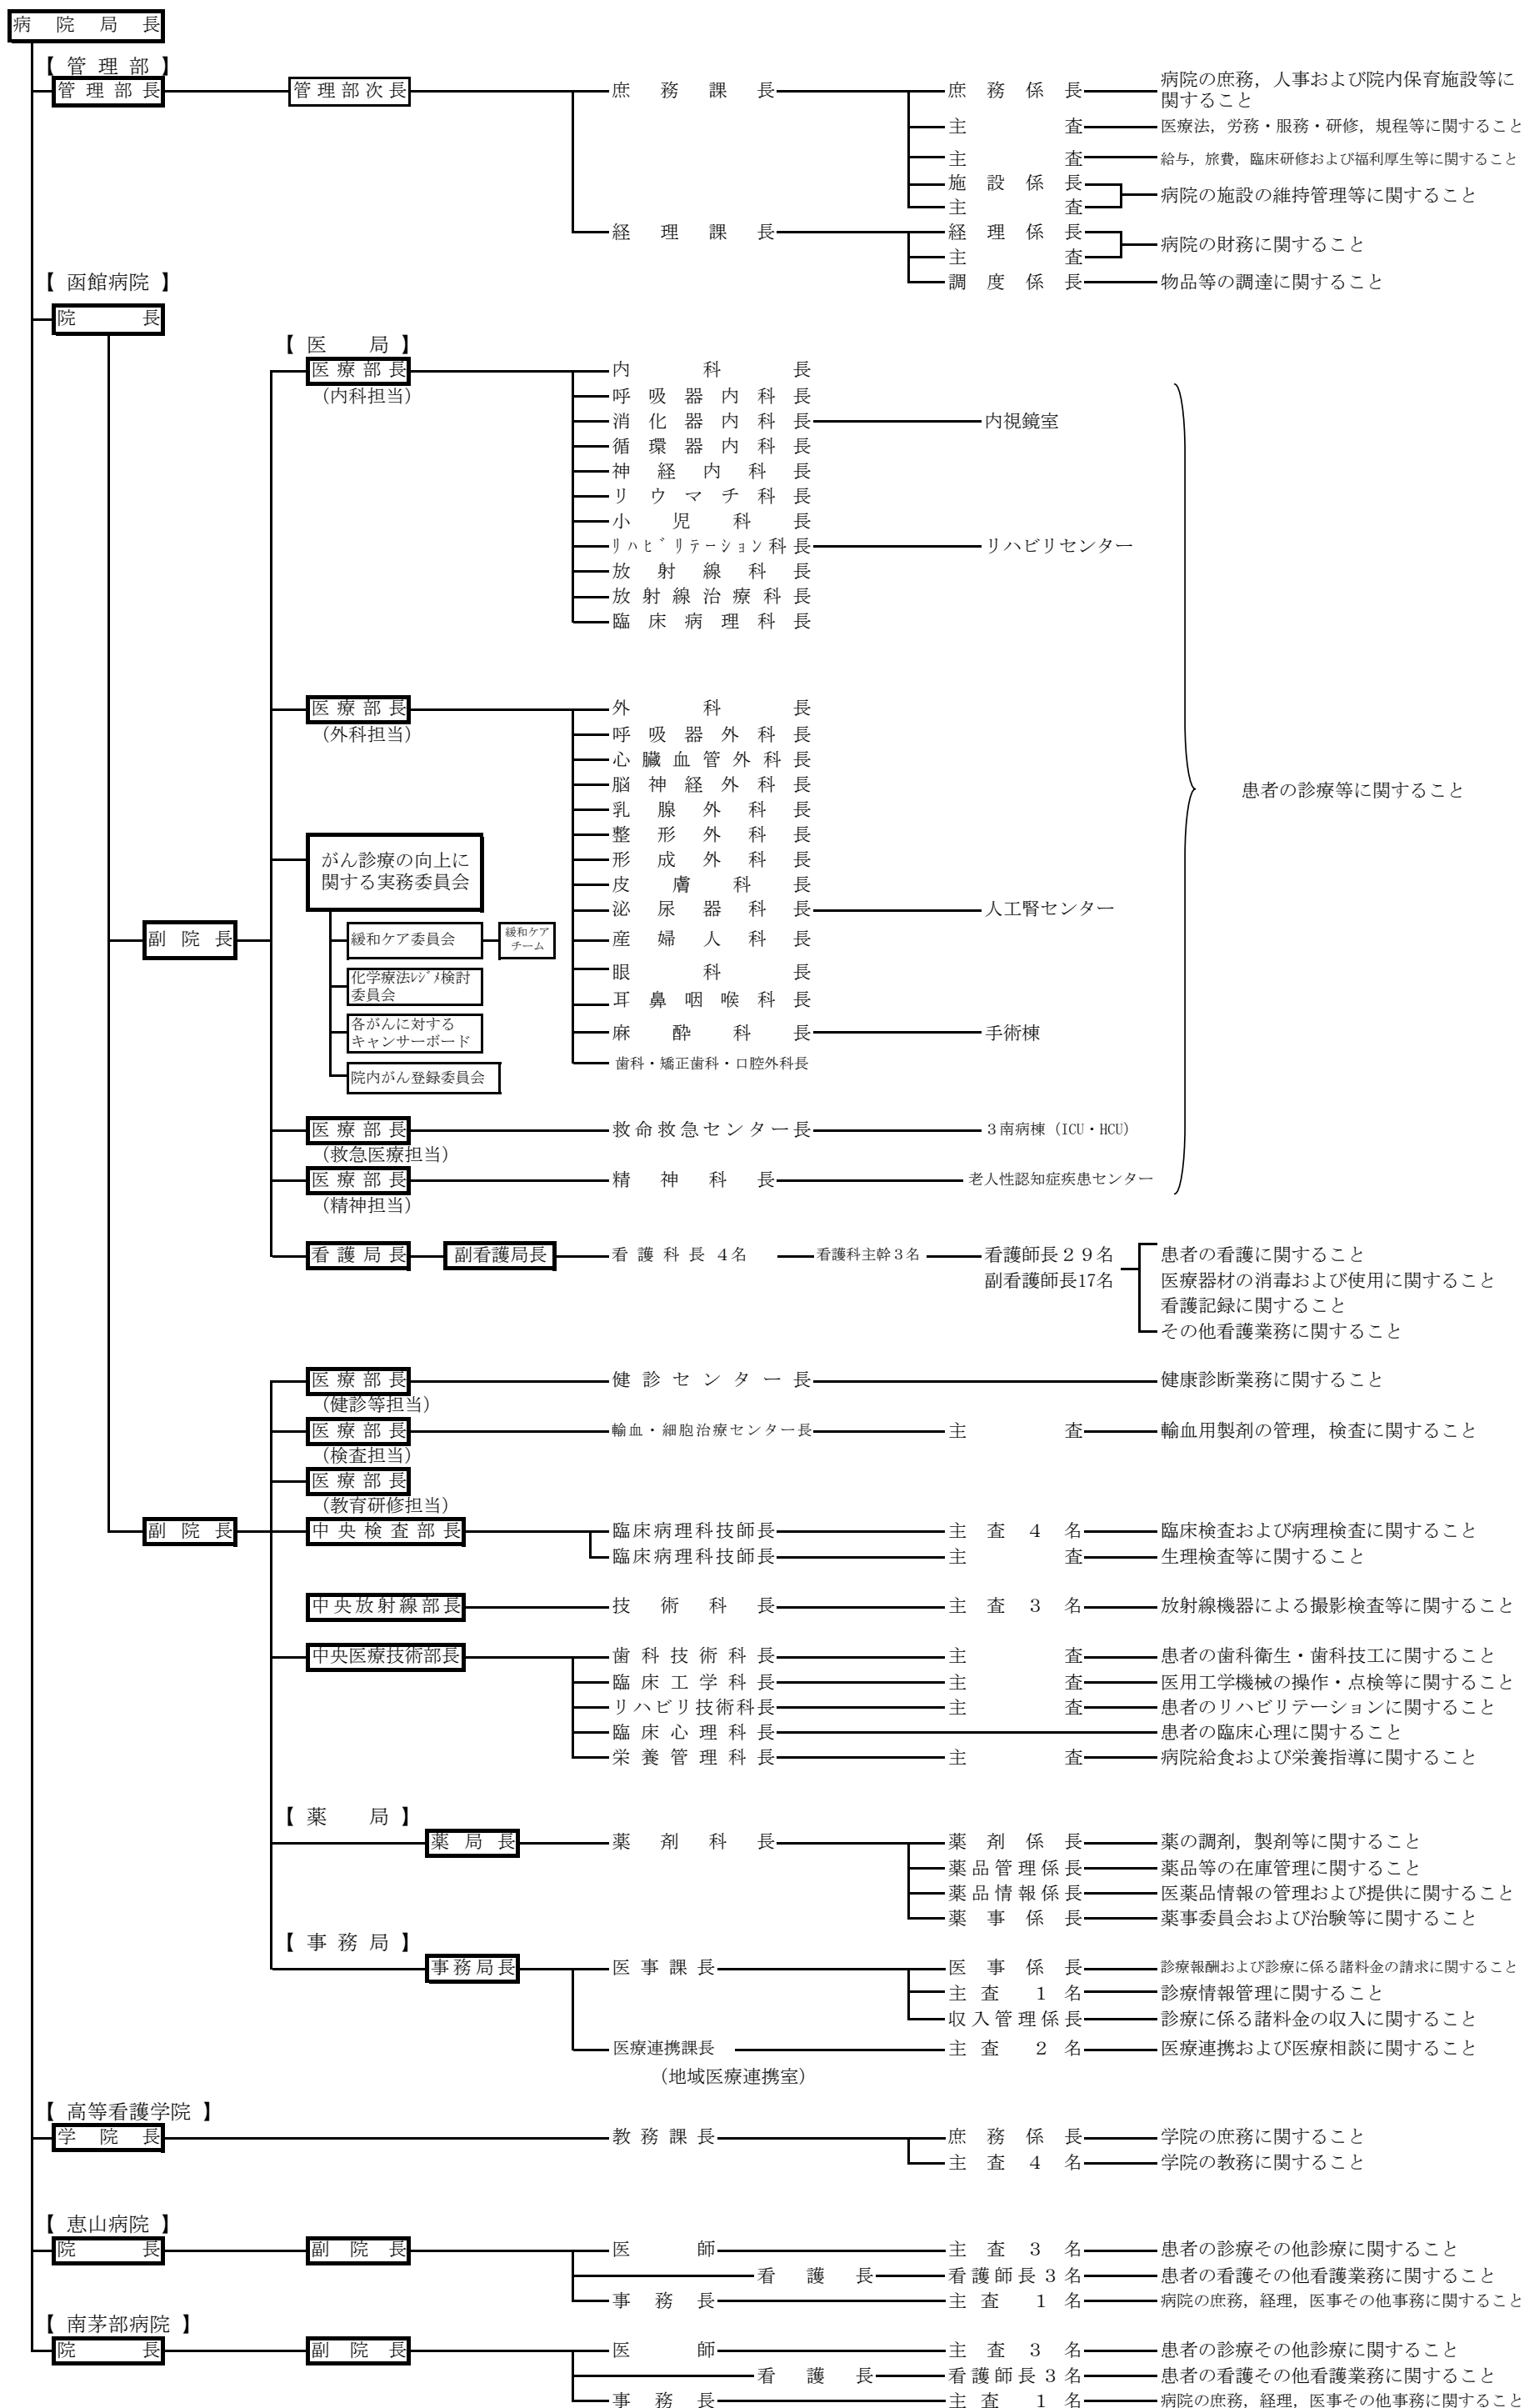 病院局長
【 管 理 部 】
管理部長 管理部次長 庶務課長 庶務係長 病院の庶務，人事および院内保育施設等に
関すること
主査 医療法，労務・服務・研修，規程等に関すること
主査 給与，旅費，臨床研修および福利厚生等に関すること
施設係長 病院の施設の維持管理等に関すること
主査
経理課長 経理係長 病院の財務に関すること
主査
調度係長 物品等の調達に関すること
【 函館病院 】
院長
【 医 局 】
医療部長 内科長
（内科担当） 呼吸器内科長
消化器内科長 内視鏡室
循環器内科長
神経内科長
リウマチ科長
小児科長
ﾘﾊﾋﾞﾘﾃｰｼｮﾝ科長 リハビリセンター
放射線科長
放射線治療科長
臨床病理科長
医療部長 外科長
（外科担当） 呼吸器外科長
心臓血管外科長
脳神経外科長 患者の診療等に関すること
乳腺外科長
整形外科長
がん診療の向上に
関する実務委員会
形成外科長
皮膚科長
泌尿器科長 人工腎センター
副院長 緩和ケア委員会 緩和ケア
チーム
産婦人科長
化学療法ﾚｼﾞﾒ検討
委員会
眼科長
耳鼻咽喉科長
各がんに対する
キャンサーボード
麻酔科長 手術棟
院内がん登録委員会 歯科・矯正歯科・口腔外科長
医療部長 救命救急センター長 ３南病棟（ICU・HCU）
（救急医療担当）
医療部長 精神科長 老人性認知症疾患センター
（精神担当）
看護局長 副看護局長 看護科長 4名 看護科主幹３名 看護師長２９名 患者の看護に関すること
副看護師長17名 医療器材の消毒および使用に関すること
看護記録に関すること
その他看護業務に関すること
医療部長 健診センター長 健康診断業務に関すること
（健診等担当）
医療部長 輸血・細胞治療センター長 主査 輸血用製剤の管理，検査に関すること
（検査担当）
医療部長
（教育研修担当）
副院長 中央検査部長 臨床病理科技師長 主査４名 臨床検査および病理検査に関すること
臨床病理科技師長 主査 生理検査等に関すること
中央放射線部長 技術科長 主査３名 放射線機器による撮影検査等に関すること
中央医療技術部長 歯科技術科長 主査 患者の歯科衛生・歯科技工に関すること
臨床工学科長 主査 医用工学機械の操作・点検等に関すること
リハビリ技術科長 主査 患者のリハビリテーションに関すること
臨床心理科長 患者の臨床心理に関すること
栄養管理科長 主査 病院給食および栄養指導に関すること
【 薬 局 】
薬局長 薬剤科長 薬剤係長 薬の調剤，製剤等に関すること
薬品管理係長 薬品等の在庫管理に関すること
薬品情報係長 医薬品情報の管理および提供に関すること
薬事係長 薬事委員会および治験等に関すること
【 事 務 局 】
事務局長 医事課長 医事係長 診療報酬および診療に係る諸料金の請求に関すること
主査 １名 診療情報管理に関すること
収入管理係長 診療に係る諸料金の収入に関すること
医療連携課長 主査 ２名 医療連携および医療相談に関すること
（地域医療連携室）
【 高等看護学院 】
学院長 教務課長 庶務係長 学院の庶務に関すること
主査４名 学院の教務に関すること
【 恵山病院 】
院長 副院長 医師 主査３名 患者の診療その他診療に関すること
看護長 看護師長３名 患者の看護その他看護業務に関すること
事務長 主査 １名 病院の庶務，経理，医事その他事務に関すること
【 南茅部病院 】
院長 副院長 医師 主査３名 患者の診療その他診療に関すること
看護長 看護師長３名 患者の看護その他看護業務に関すること
事務長 主査 １名 病院の庶務，経理，医事その他事務に関すること